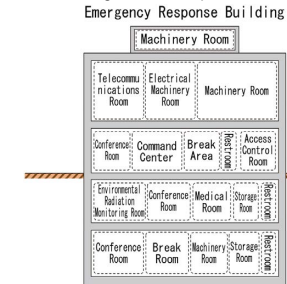 Emergency Response Building
Machinery Room
Telecommu
nications
Room
Electrical
Machinery
Room
Machinery Room
Conference
Room
Command
Center
Break
Area
Restroom
Access
Control
Room
Environmental
Radiation
Monitoring Room
Conference
Room
Medical
Room
Storage
Room
Restroom
Conference
Room
Break
Room
Machinery
Room
Storage
Room
Restroom